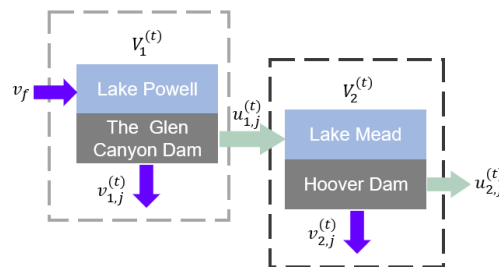 V_1^{(t)}
v_f
Lake Powell
The Glen
Canyon Dam
u_{1,j}^{(t)}
v_{1,j}^{(t)}
V_2^{(t)}
Lake Mead
Hoover Dam
u_{2,j}^{(t)}
v_{2,j}^{(t)}